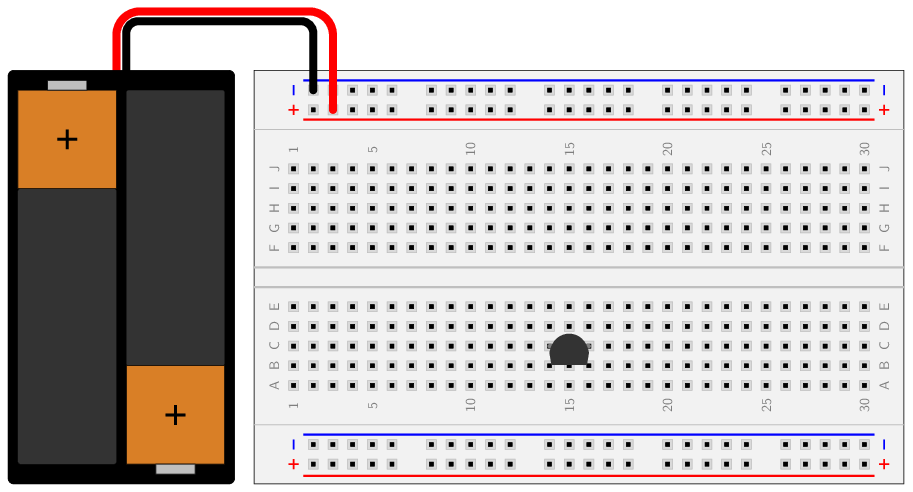 – –
+ +
1 5 10 15 20 25 30
J J
I I
H H
G G
F F
+
E E
D D
C C
B B
A A
1 5 10 15 20 25 30
+
– –
+ +